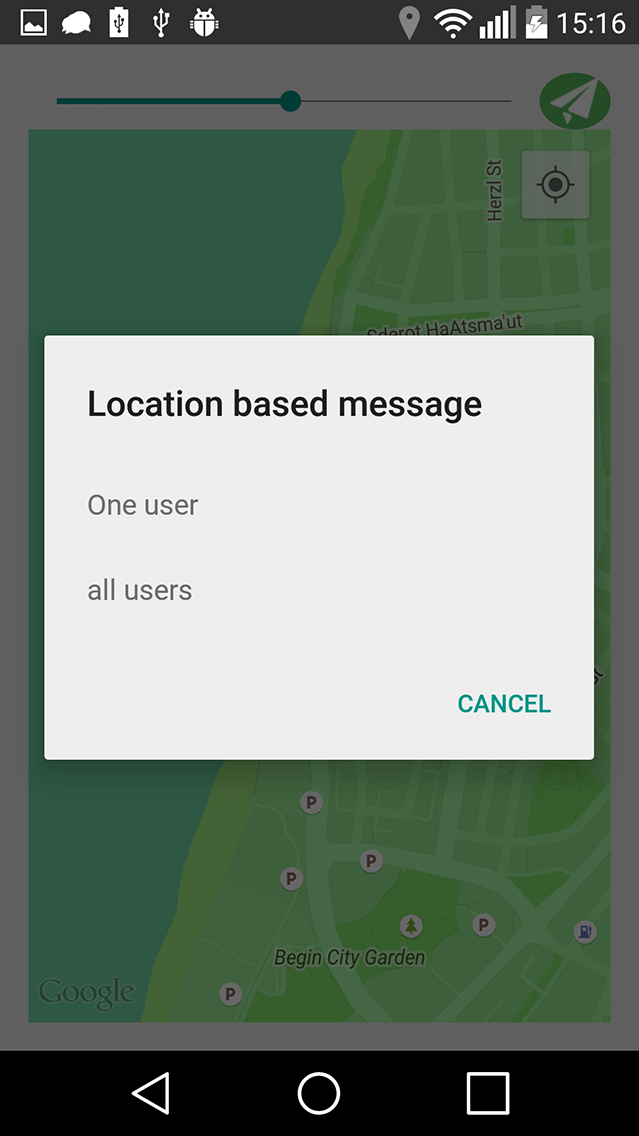 15:16
Herzl St
Sderot HaAtsma'ut
Location based message
One user
all users
CANCEL
P
P
P
P
Begin City Garden
Google
P